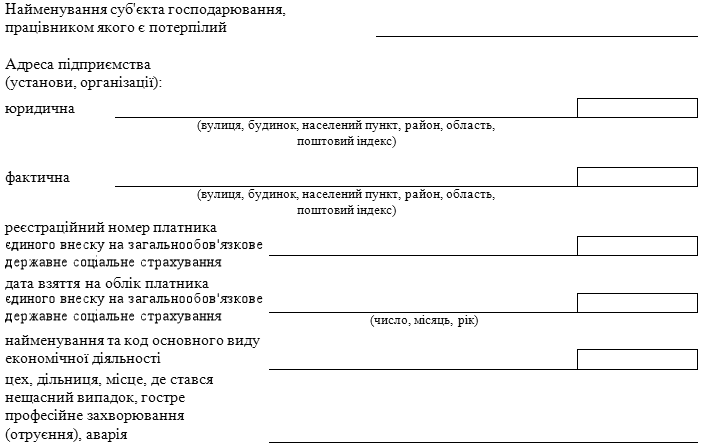 Найменування суб'єкта господарювання,
працівником якого є потерпілий
Адреса підприємства
(установи, організації):
юридична
(вулиця, будинок, населений пункт, район, область,
поштовий індекс)
фактична
(вулиця, будинок, населений пункт, район, область,
поштовий індекс)
реєстраційний номер платника
єдиного внеску на загальнообов'язкове
державне соціальне страхування
дата взяття на облік платника
єдиного внеску на загальнообов'язкове
державне соціальне страхування
(число, місяць, рік)
найменування та код основного виду
економічної діяльності
цех, дільниця, місце, де стався
нещасний випадок, гостре
професійне захворювання
(отруєння), аварія